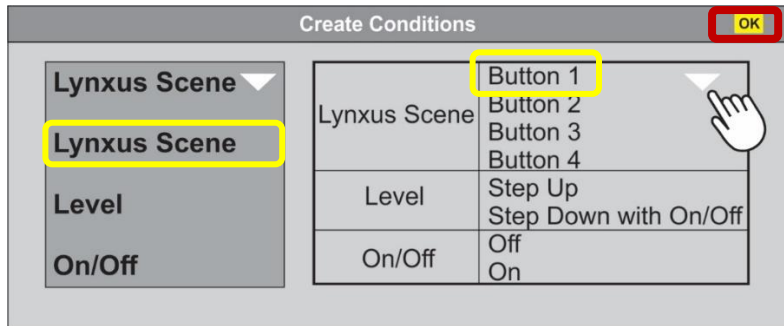 Create Conditions
OK
Lynxus Scene
Lynxus Scene
Level
On/Off
Lynxus Scene
Button 1
Button 2
Button 3
Button 4
Level
Step Up
Step Down with On/Off
On/Off
Off
On